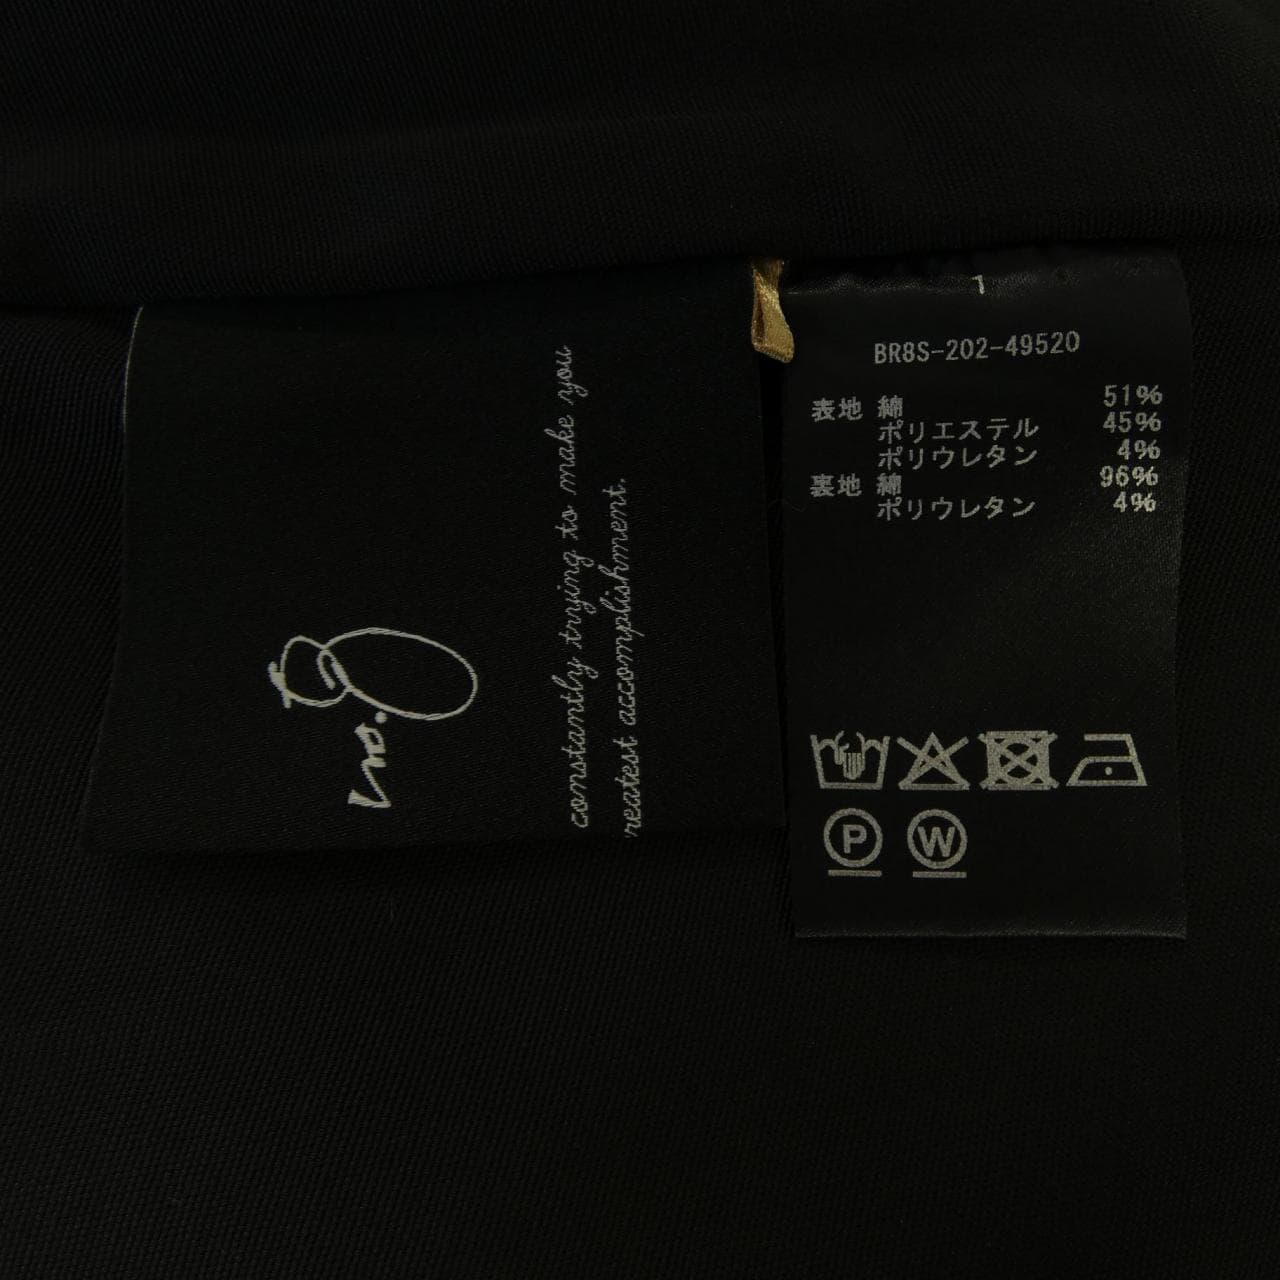 constantly trying to make you
reatest accomplishment.
1
BR8S-202-49520
表地 綿 51%
ポリエステル 45%
ポリウレタン 4%
裏地 綿 96%
ポリウレタン 4%
P W